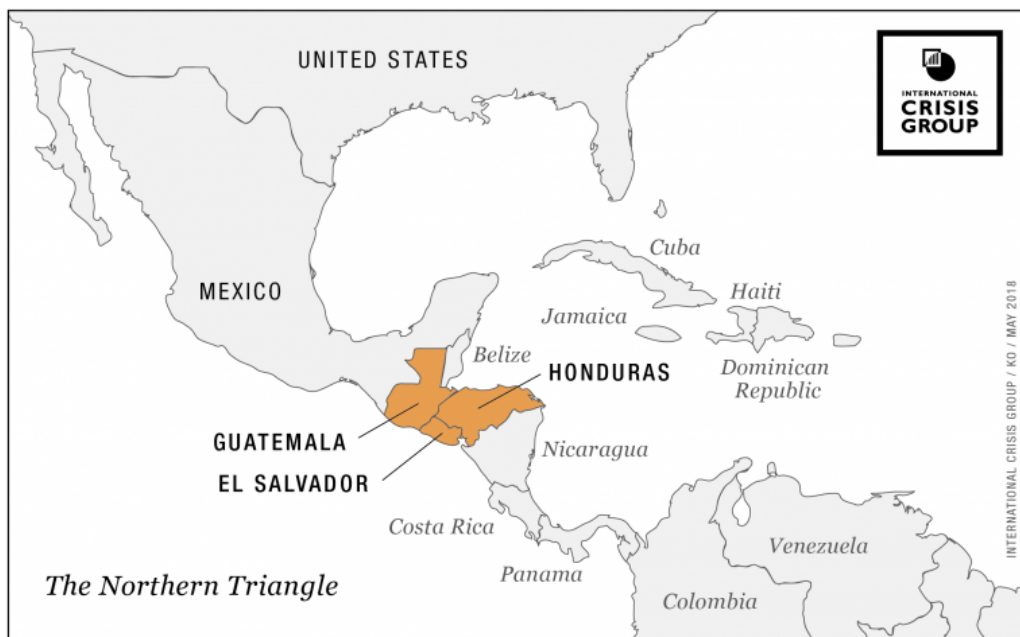 UNITED STATES
INTERNATIONAL
CRISIS
GROUP
Cuba
MEXICO
Haiti
Jamaica
Belize
Dominican
Republic
HONDURAS
GUATEMALA
Nicaragua
EL SALVADOR
Costa Rica
Venezuela
Panama
Colombia
The Northern Triangle
INTERNATIONAL CRISIS GROUP / KO / MAY 2018